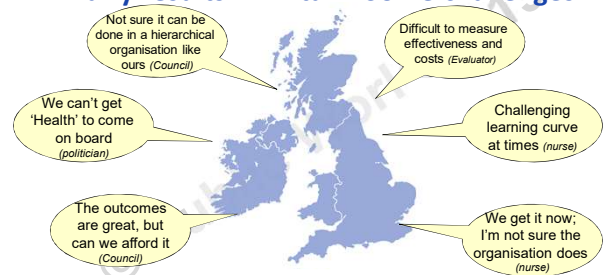 Not sure it can be
done in a hierarchical
organisation like
ours (Council)
Difficult to measure
effectiveness and
costs (Evaluator)
We can't get
'Health' to come
on board
(politician)
Challenging
learning curve
at times (nurse)
The outcomes
are great, but
can we afford it
(Council)
We get it now;
I'm not sure the
organisation does
(nurse)